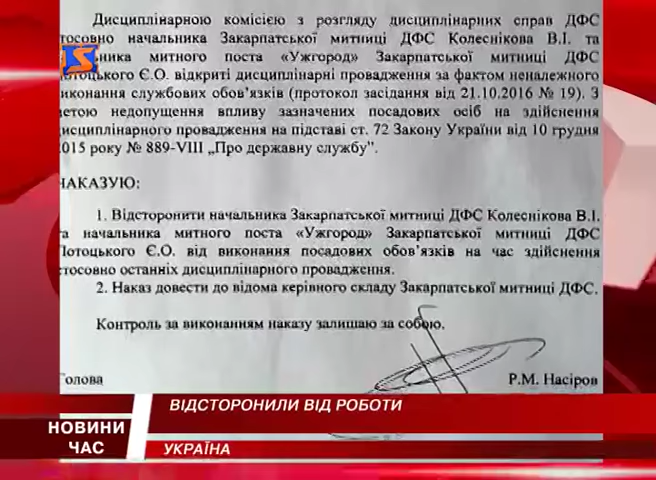 Дисциплінарною комісією з розгляду дисциплінарних справ ДФС
стосовно начальника Закарпатської митниці ДФС Колеснікова В.І. та
ьника митного поста «Ужгород» Закарпатської митниці ДФС
Потоцького Є.О. відкриті дисциплінарні провадження за фактом неналежного
виконання службових обов'язків (протокол засідання від 21.10.2016 № 19). З
метою недопущення впливу зазначених посадових осіб на здійснення
дисциплінарного провадження на підставі ст. 72 Закону України від 10 грудня
2015 року № 889-VIII „Про державну службу".
НАКАЗУЮ:
1. Відсторонити начальника Закарпатської митниці ДФС Колеснікова В.І.
та начальника митного поста «Ужгород» Закарпатської митниці ДФС
Потоцького Є.О. від виконання посадових обов'язків на час здійснення
стосовно останніх дисциплінарного провадження.
2. Наказ довести до відома керівного складу Закарпатської митниці ДФС.
Контроль за виконанням наказу залишаю за собою.
Голова Р.М. Насіров
ВІДСТОРОНИЛИ ВІД РОБОТИ
НОВИНИ
ЧАС
УКРАЇНА